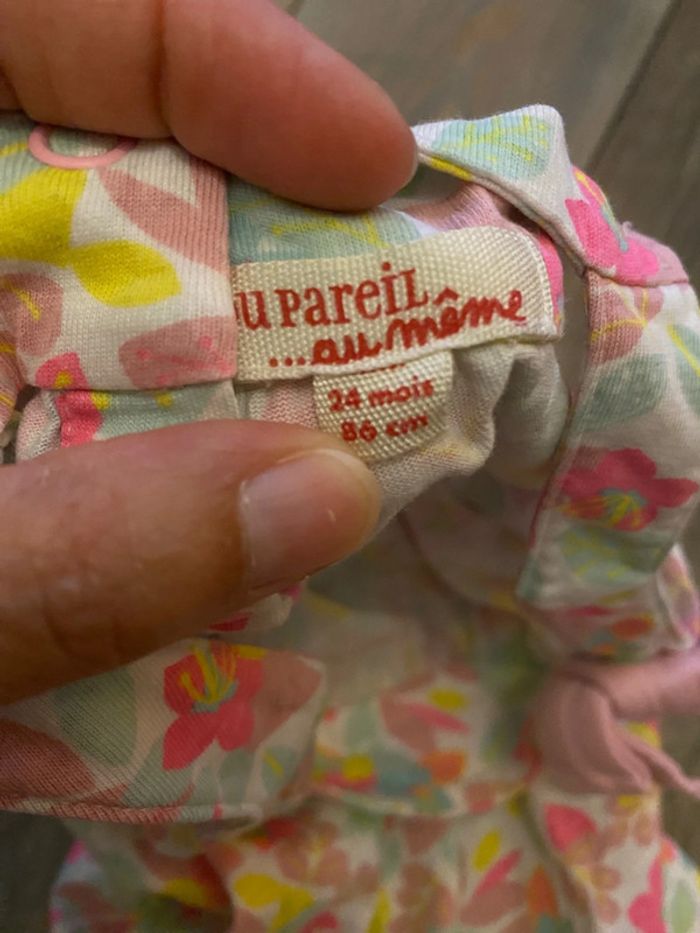 u Pareil
...au même
24 mois
86 cm